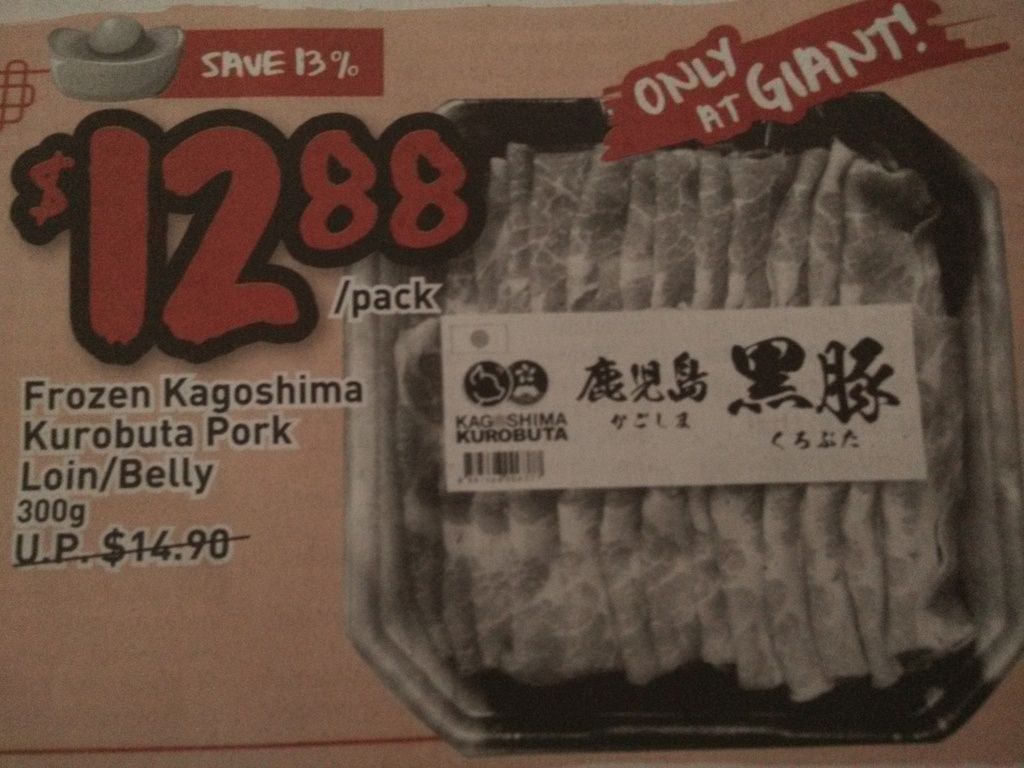 SAVE 13%
ONLY
AT GIANT!
$12.88
/pack
Frozen Kagoshima
Kurobuta Pork
Loin/Belly
300g
U.P. $14.90
KAGOSHIMA
KUROBUTA
鹿児島 黒豚
かごしま くろぶた